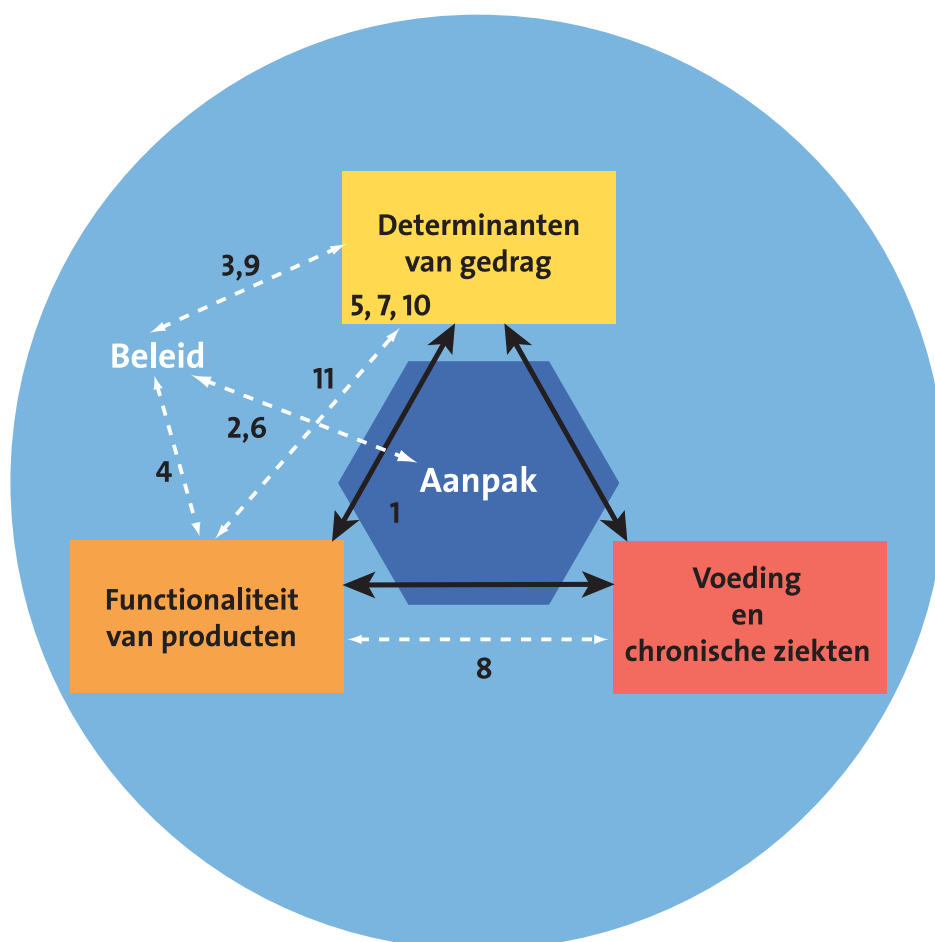 Determinanten
van gedrag
3,9
5, 7, 10
Beleid
11
2,6
4
Aanpak
1
Functionaliteit
van producten
Voeding
en
chronische ziekten
8